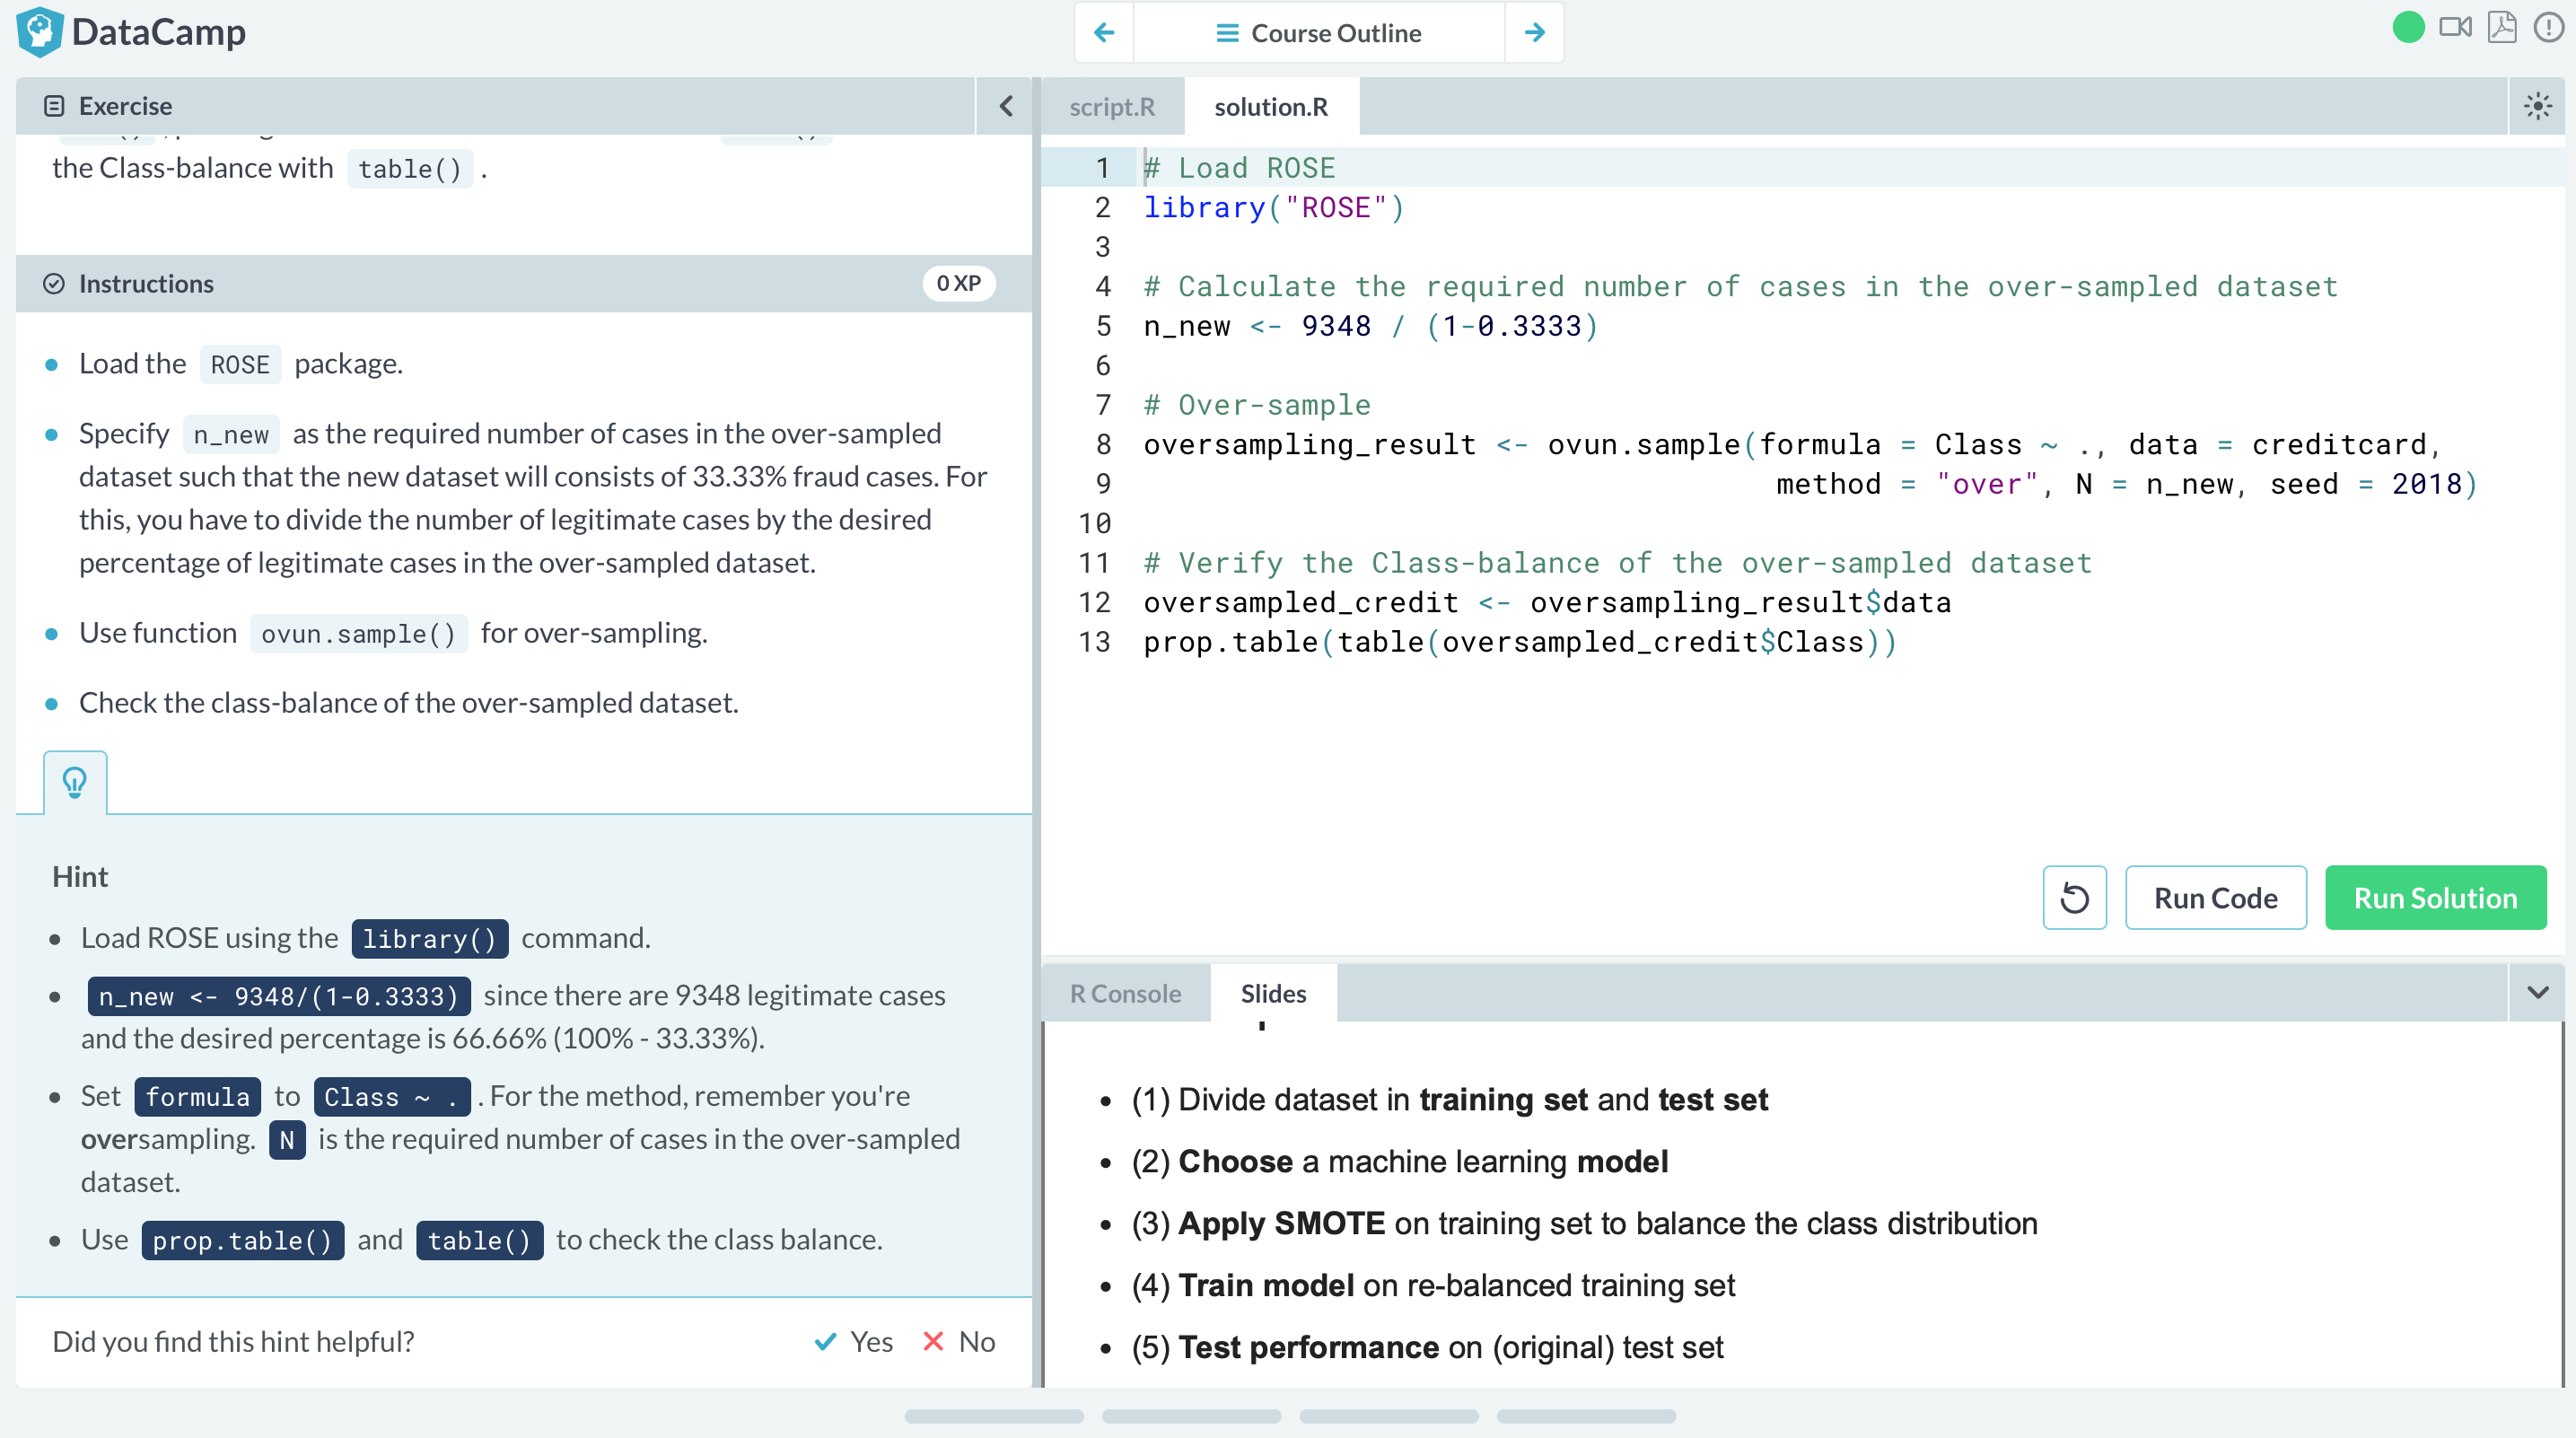 DataCamp
Course Outline
Exercise
the Class-balance with table() .
Instructions
0 XP
Load the ROSE package.
Specify n_new as the required number of cases in the over-sampled
dataset such that the new dataset will consists of 33.33% fraud cases. For
this, you have to divide the number of legitimate cases by the desired
percentage of legitimate cases in the over-sampled dataset.
Use function ovun.sample() for over-sampling.
Check the class-balance of the over-sampled dataset.
Hint
Load ROSE using the library() command.
n_new <- 9348/(1-0.3333) since there are 9348 legitimate cases
and the desired percentage is 66.66% (100% - 33.33%).
Set formula to Class ~ . . For the method, remember you're
oversampling. N is the required number of cases in the over-sampled
dataset.
Use prop.table() and table() to check the class balance.
Did you find this hint helpful?
Yes
No
script.R
solution.R
1 # Load ROSE
2 library("ROSE")
3
4 # Calculate the required number of cases in the over-sampled dataset
5 n_new <- 9348 / (1-0.3333)
6
7 # Over-sample
8 oversampling_result <- ovun.sample(formula = Class ~ ., data = creditcard,
9 method = "over", N = n_new, seed = 2018)
10
11 # Verify the Class-balance of the over-sampled dataset
12 oversampled_credit <- oversampling_result$data
13 prop.table(table(oversampled_credit$Class))
Run Code
Run Solution
R Console
Slides
(1) Divide dataset in training set and test set
(2) Choose a machine learning model
(3) Apply SMOTE on training set to balance the class distribution
(4) Train model on re-balanced training set
(5) Test performance on (original) test set